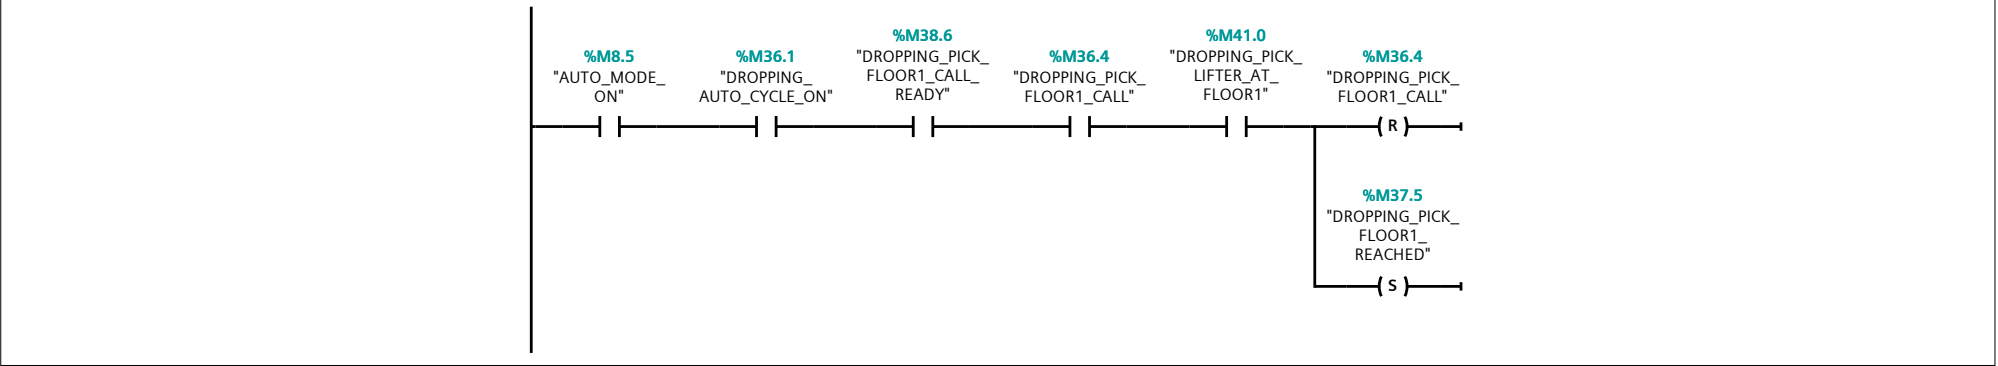 %M8.5
"AUTO_MODE_
ON"
%M36.1
"DROPPING_
AUTO_CYCLE_ON"
%M38.6
"DROPPING_PICK_
FLOOR1_CALL_
READY"
%M36.4
"DROPPING_PICK_
FLOOR1_CALL"
%M41.0
"DROPPING_PICK_
LIFTER_AT_
FLOOR1"
%M36.4
"DROPPING_PICK_
FLOOR1_CALL"
R
%M37.5
"DROPPING_PICK_
FLOOR1_
REACHED"
S